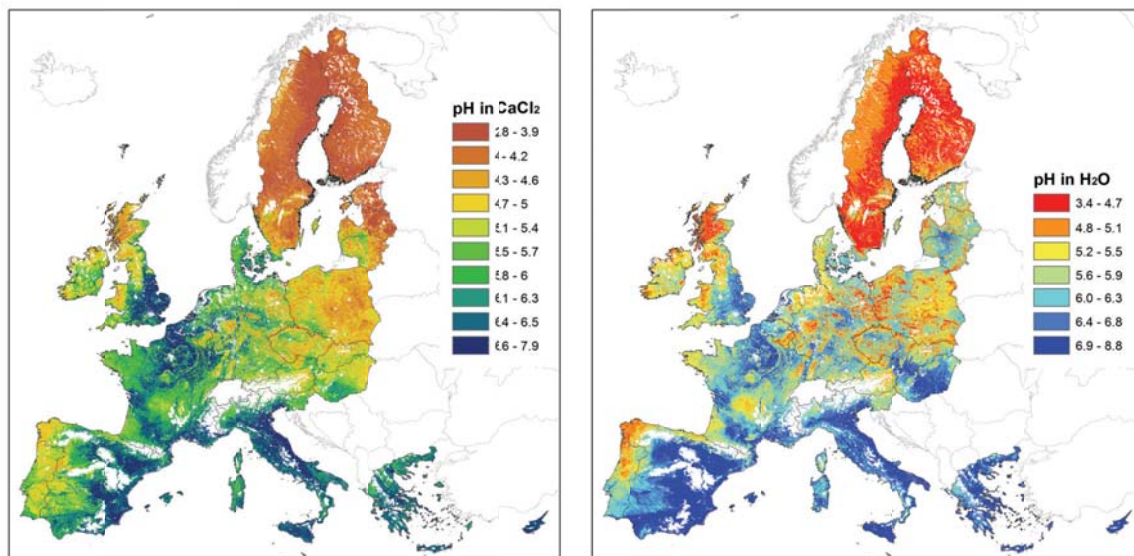 pH in CaCl₂
2.8 - 3.9
4 - 4.2
4.3 - 4.6
4.7 - 5
5.1 - 5.4
5.5 - 5.7
5.8 - 6
6.1 - 6.3
6.4 - 6.5
6.6 - 7.9
pH in H₂O
3.4 - 4.7
4.8 - 5.1
5.2 - 5.5
5.6 - 5.9
6.0 - 6.3
6.4 - 6.8
6.9 - 8.8